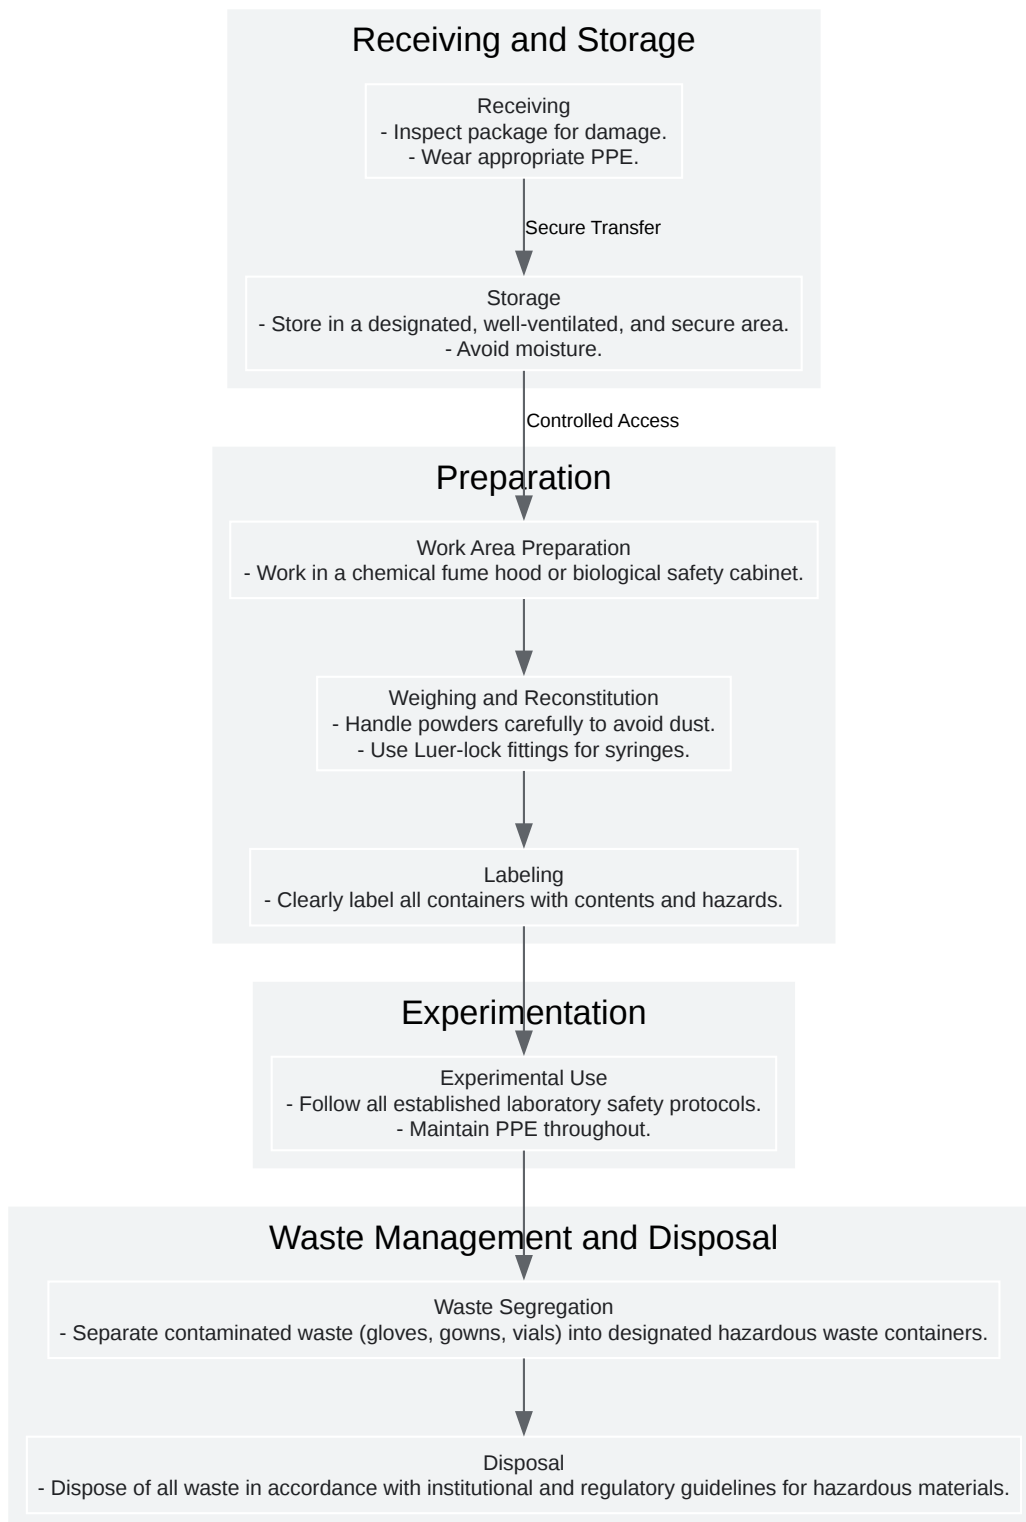 Receiving and Storage
Receiving
- Inspect package for damage.
- Wear appropriate PPE.
Secure Transfer
Storage
- Store in a designated, well-ventilated, and secure area.
- Avoid moisture.
Controlled Access
Preparation
Work Area Preparation
- Work in a chemical fume hood or biological safety cabinet.
Weighing and Reconstitution
- Handle powders carefully to avoid dust.
- Use Luer-lock fittings for syringes.
Labeling
- Clearly label all containers with contents and hazards.
Experimentation
Experimental Use
- Follow all established laboratory safety protocols.
- Maintain PPE throughout.
Waste Management and Disposal
Waste Segregation
- Separate contaminated waste (gloves, gowns, vials) into designated hazardous waste containers.
Disposal
- Dispose of all waste in accordance with institutional and regulatory guidelines for hazardous materials.